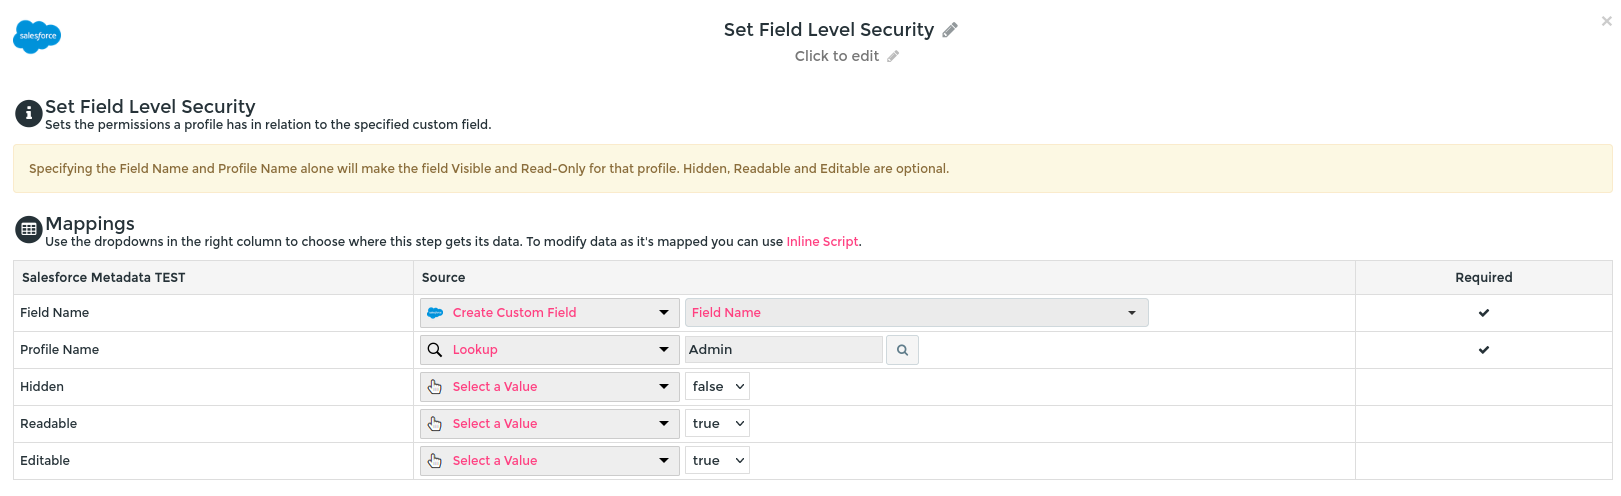 salesforce
Set Field Level Security
Click to edit
Set Field Level Security
Sets the permissions a profile has in relation to the specified custom field.
Specifying the Field Name and Profile Name alone will make the field Visible and Read-Only for that profile. Hidden, Readable and Editable are optional.
Mappings
Use the dropdowns in the right column to choose where this step gets its data. To modify data as it's mapped you can use Inline Script.
Salesforce Metadata TEST Source Required
Field Name Create Custom Field Field Name
Profile Name Lookup Admin
Hidden Select a Value false
Readable Select a Value true
Editable Select a Value true